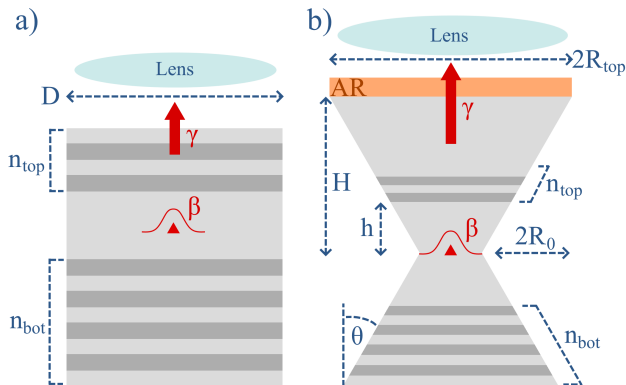 a)
Lens
D
γ
n_top
β
n_bot
b)
Lens
2R_top
AR
γ
H
n_top
h
β
2R_0
θ
n_bot